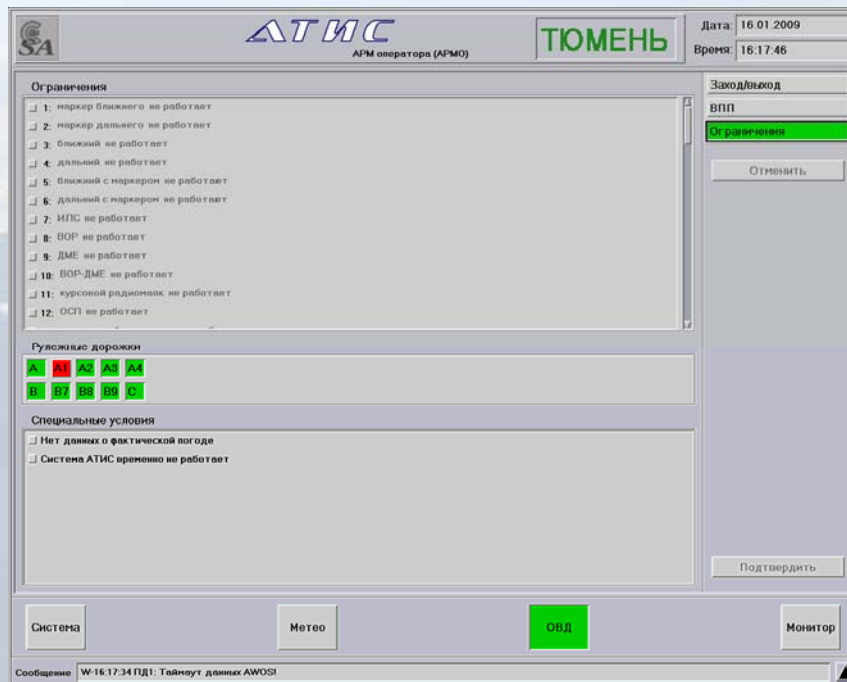 CSA
АТИС
АРМ оператора (АРМО)
ТЮМЕНЬ
Дата: 16.01.2009
Время: 16:17:46
Ограничения
1: маркер ближнего не работает
2: маркер дальнего не работает
3: ближний не работает
4: дальний не работает
5: ближний с маркером не работают
6: дальний с маркером не работают
7: ИЛС не работает
8: ВОР не работает
9: ДМЕ не работает
10: ВОР-ДМЕ не работает
11: курсовой радиомаяк не работает
12: ОСП не работает
Рулежные дорожки
A A1 A2 A3 A4
B B7 B8 B9 C
Специальные условия
Нет данных о фактической погоде
Система АТИС временно не работает
Заход/выход
ВПП
Ограничения
Отменить
Подтвердить
Система
Метео
ОВД
Монитор
Сообщение W-16:17:34 ПД1: Таймаут данных AWOS!